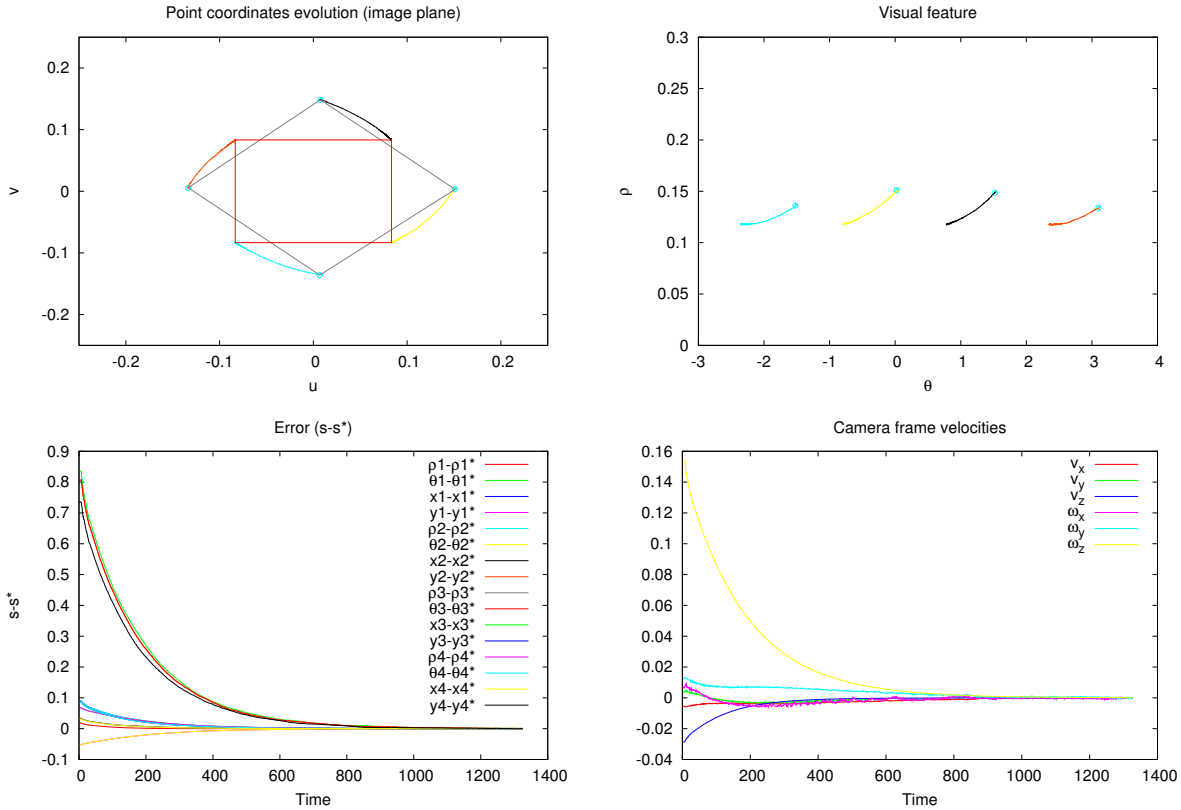 Point coordinates evolution (image plane)
v
0.2
0.1
0
-0.1
-0.2
-0.2 -0.1 0 0.1 0.2
u
Visual feature
ρ
0.3
0.25
0.2
0.15
0.1
0.05
0
-3 -2 -1 0 1 2 3 4
θ
Error (s-s*)
s-s*
0.9
0.8
0.7
0.6
0.5
0.4
0.3
0.2
0.1
0
-0.1
ρ1-ρ1*
θ1-θ1*
x1-x1*
y1-y1*
ρ2-ρ2*
θ2-θ2*
x2-x2*
y2-y2*
ρ3-ρ3*
θ3-θ3*
x3-x3*
y3-y3*
ρ4-ρ4*
θ4-θ4*
x4-x4*
y4-y4*
0 200 400 600 800 1000 1200 1400
Time
Camera frame velocities
0.16
0.14
0.12
0.1
0.08
0.06
0.04
0.02
0
-0.02
-0.04
v_x
v_y
v_z
ω_x
ω_y
ω_z
0 200 400 600 800 1000 1200 1400
Time